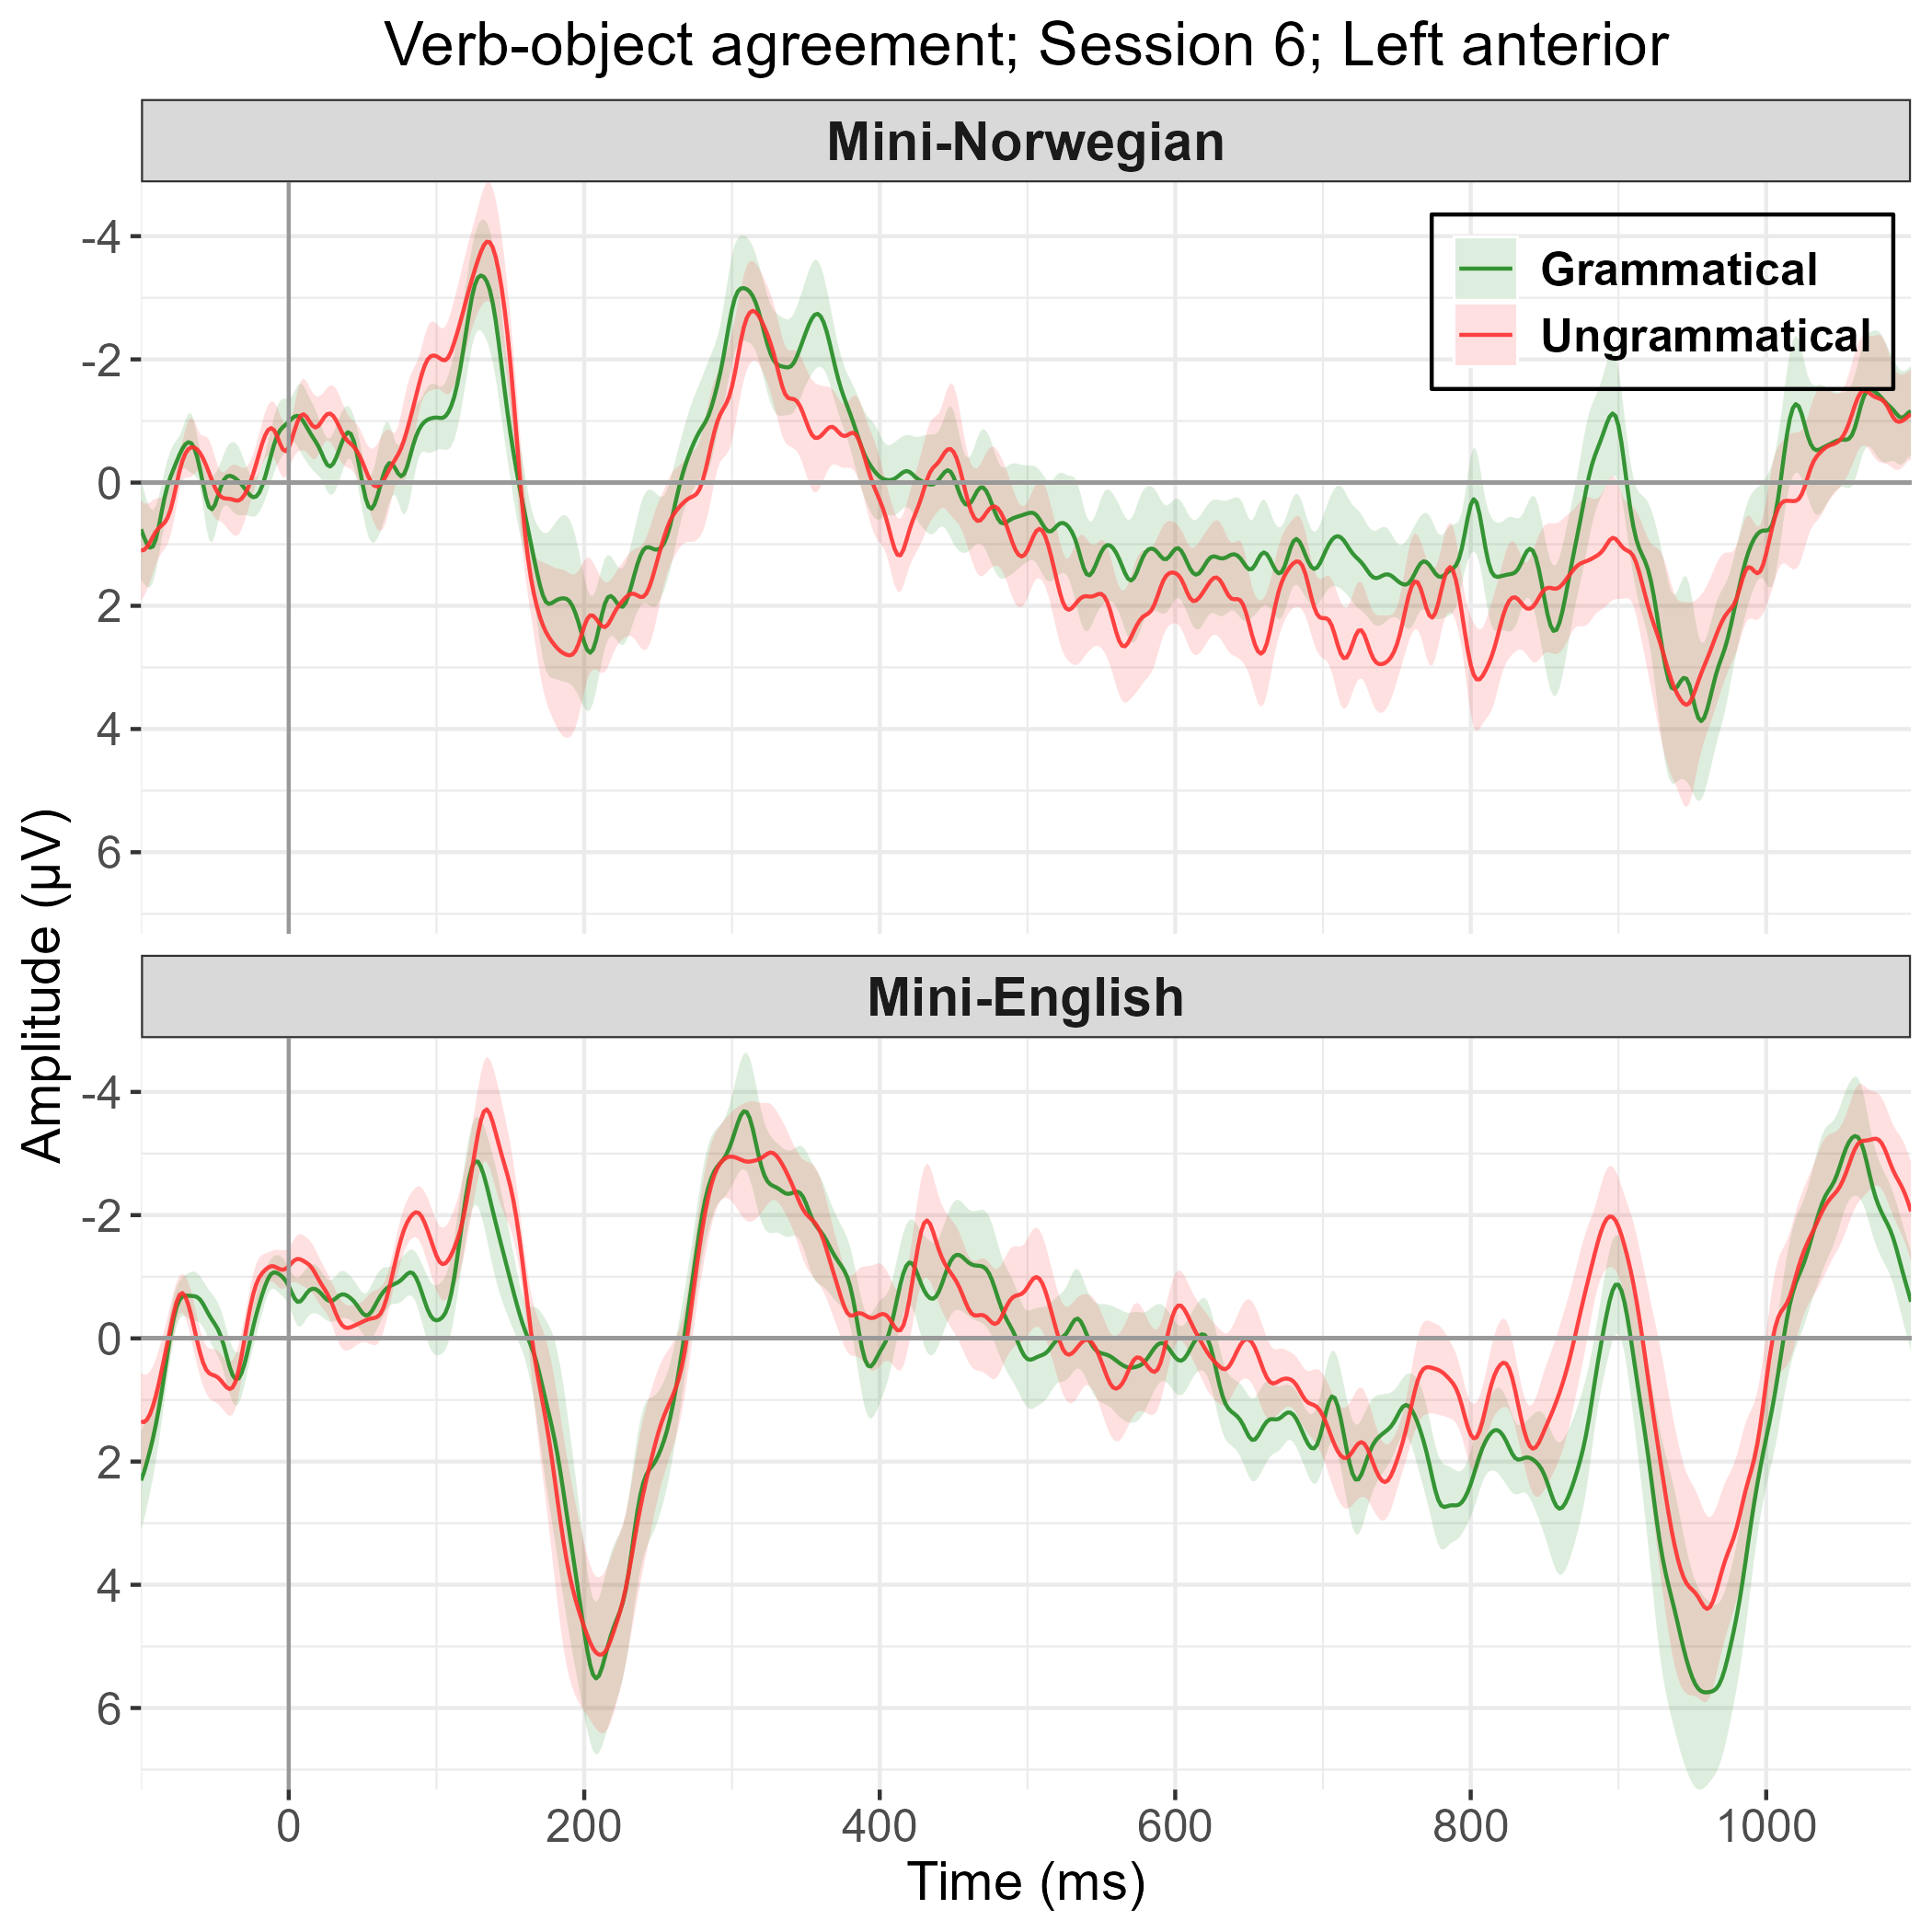 Verb-object agreement; Session 6; Left anterior
Mini-Norwegian
-4
-2
0
2
4
6
Grammatical
Ungrammatical
Amplitude (µV)
Mini-English
-4
-2
0
2
4
6
0 200 400 600 800 1000
Time (ms)